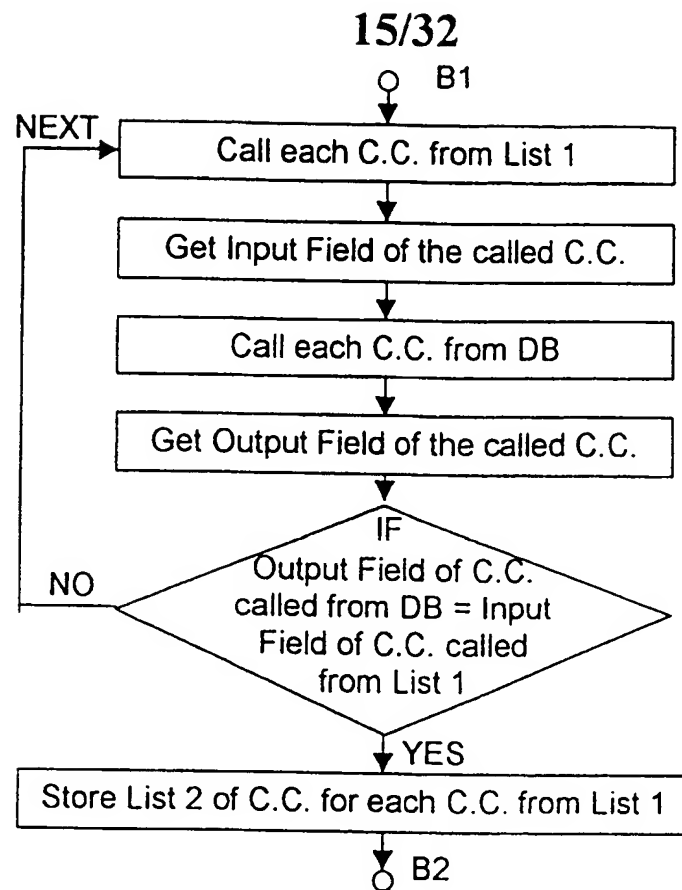 15/32
B1
NEXT
Call each C.C. from List 1
Get Input Field of the called C.C.
Call each C.C. from DB
Get Output Field of the called C.C.
IF
Output Field of C.C.
called from DB = Input
Field of C.C. called
from List 1
NO
YES
Store List 2 of C.C. for each C.C. from List 1
B2